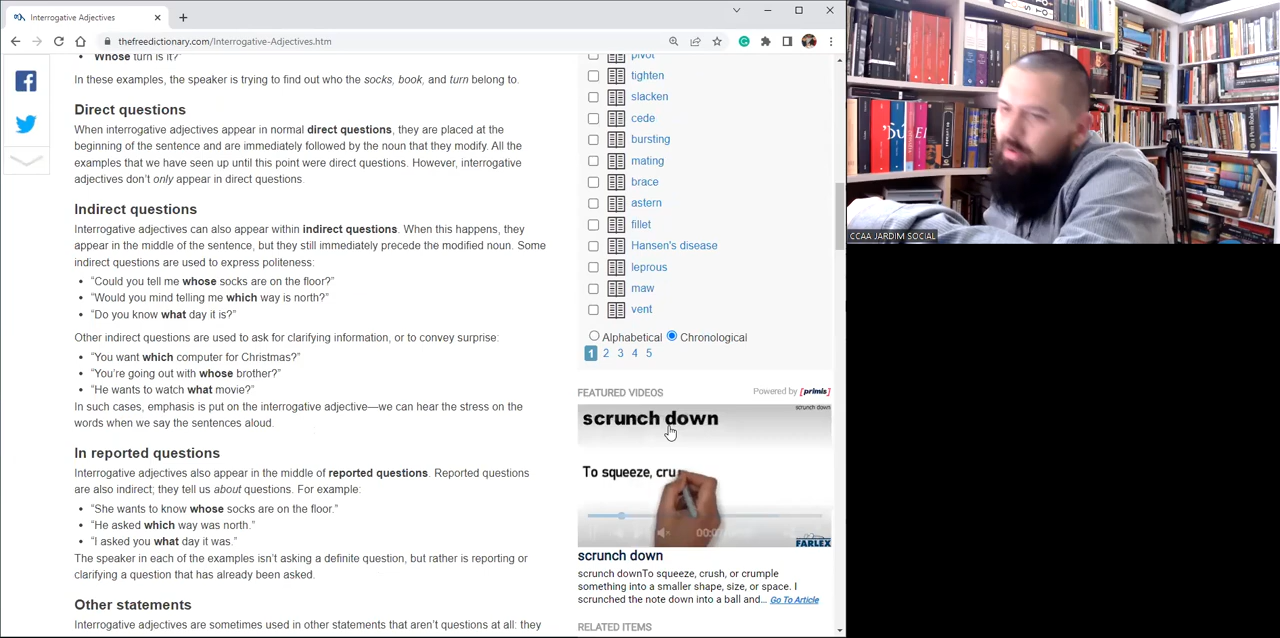 Interrogative Adjectives
thefreedictionary.com/Interrogative-Adjectives.htm
"Whose turn is it?"
In these examples, the speaker is trying to find out who the socks, book, and turn belong to.
Direct questions
When interrogative adjectives appear in normal direct questions, they are placed at the
beginning of the sentence and are immediately followed by the noun that they modify. All the
examples that we have seen up until this point were direct questions. However, interrogative
adjectives don't only appear in direct questions.
Indirect questions
Interrogative adjectives can also appear within indirect questions. When this happens, they
appear in the middle of the sentence, but they still immediately precede the modified noun. Some
indirect questions are used to express politeness:
• "Could you tell me whose socks are on the floor?"
• "Would you mind telling me which way is north?"
• "Do you know what day it is?"
Other indirect questions are used to ask for clarifying information, or to convey surprise:
• "You want which computer for Christmas?"
• "You're going out with whose brother?"
• "He wants to watch what movie?"
In such cases, emphasis is put on the interrogative adjective—we can hear the stress on the
words when we say the sentences aloud.
In reported questions
Interrogative adjectives also appear in the middle of reported questions. Reported questions
are also indirect; they tell us about questions. For example:
• "She wants to know whose socks are on the floor."
• "He asked which way was north."
• "I asked you what day it was."
The speaker in each of the examples isn't asking a definite question, but rather is reporting or
clarifying a question that has already been asked.
Other statements
Interrogative adjectives are sometimes used in other statements that aren't questions at all: they
pivot
tighten
slacken
cede
bursting
mating
brace
astern
fillet
Hansen's disease
leprous
maw
vent
Alphabetical Chronological
1 2 3 4 5
FEATURED VIDEOS Powered by [primis]
scrunch down
scrunch down
To squeeze, cru
FARLEX
scrunch down
scrunch downTo squeeze, crush, or crumple
something into a smaller shape, size, or space. I
scrunched the note down into a ball and... Go To Article
RELATED ITEMS
CCAA JARDIM SOCIAL